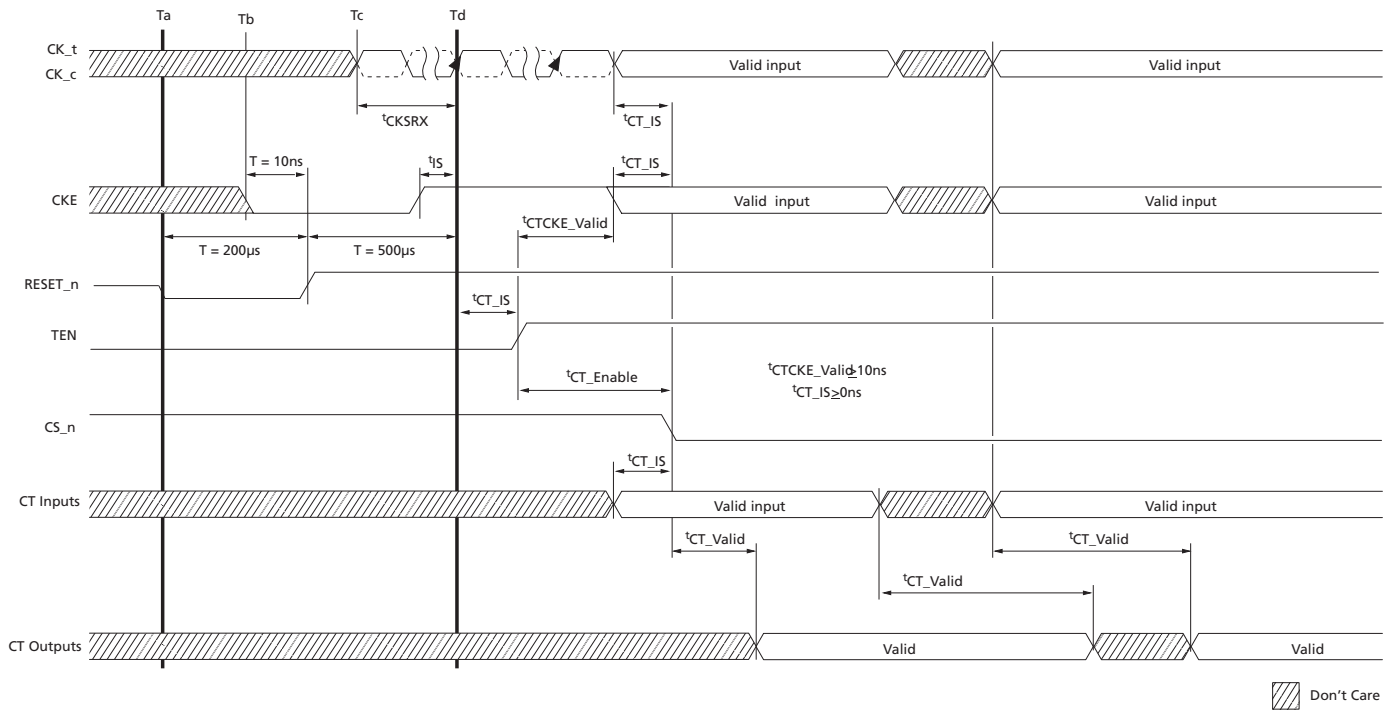 Ta Tb Tc Td
CK_t
CK_c
Valid input Valid input
tCKSRX tCT_IS
T = 10ns tIS tCT_IS
CKE Valid input Valid input
tCTCKE_Valid
T = 200μs T = 500μs
RESET_n
tCT_IS
TEN
tCT_Enable tCTCKE_Valid≥10ns
tCT_IS≥0ns
CS_n
tCT_IS
CT Inputs Valid input Valid input
tCT_Valid tCT_Valid
tCT_Valid
CT Outputs Valid Valid
Don't Care